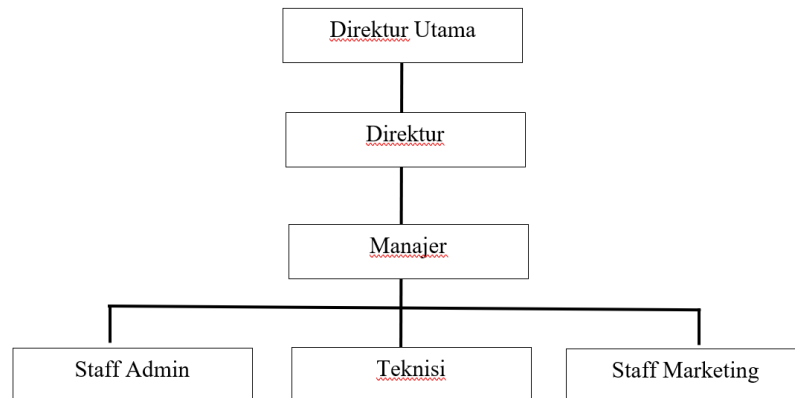 Direktur Utama
Direktur
Manajer
Staff Admin
Teknisi
Staff Marketing